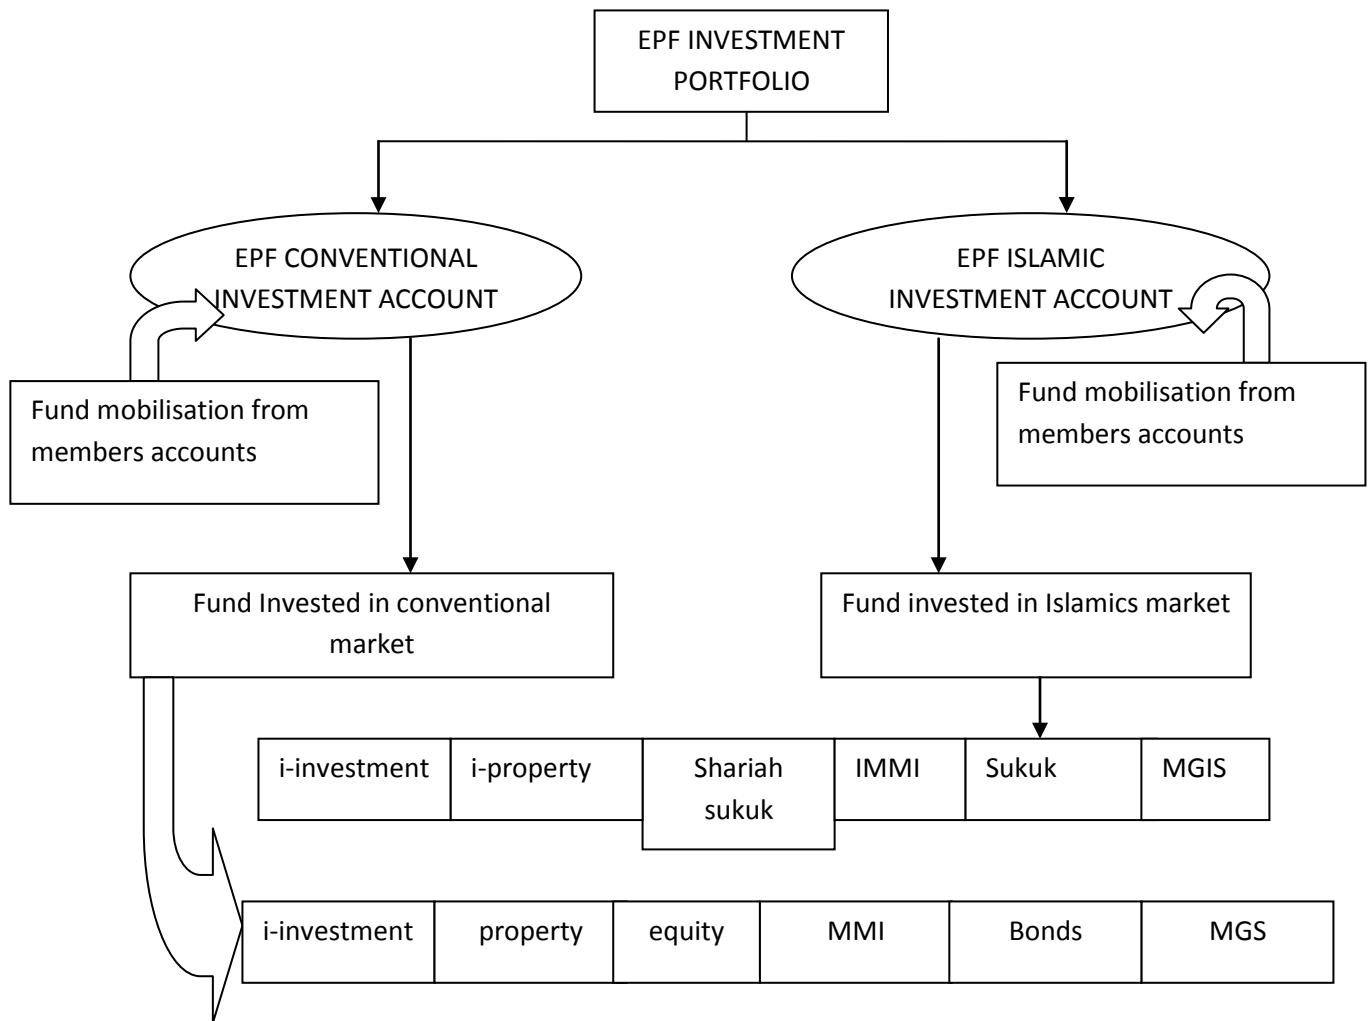 EPF INVESTMENT
PORTFOLIO
EPF CONVENTIONAL
INVESTMENT ACCOUNT
EPF ISLAMIC
INVESTMENT ACCOUNT
Fund mobilisation from
members accounts
Fund mobilisation from
members accounts
Fund Invested in conventional
market
Fund invested in Islamics market
i-investment
i-property
Shariah
sukuk
IMMI
Sukuk
MGIS
i-investment
property
equity
MMI
Bonds
MGS